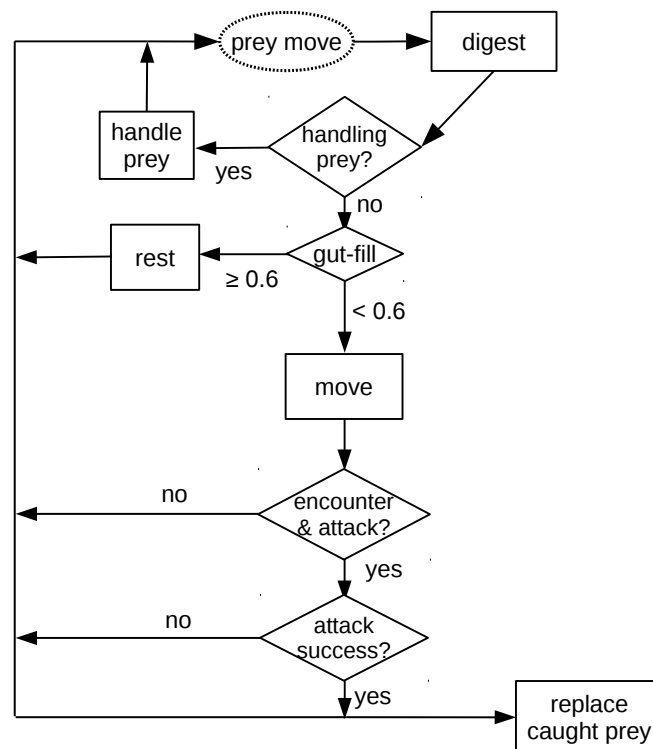 prey move
digest
handling
prey?
handle
prey
yes
no
gut-fill
rest
≥ 0.6
< 0.6
move
encounter
& attack?
no
yes
attack
success?
no
yes
replace
caught prey